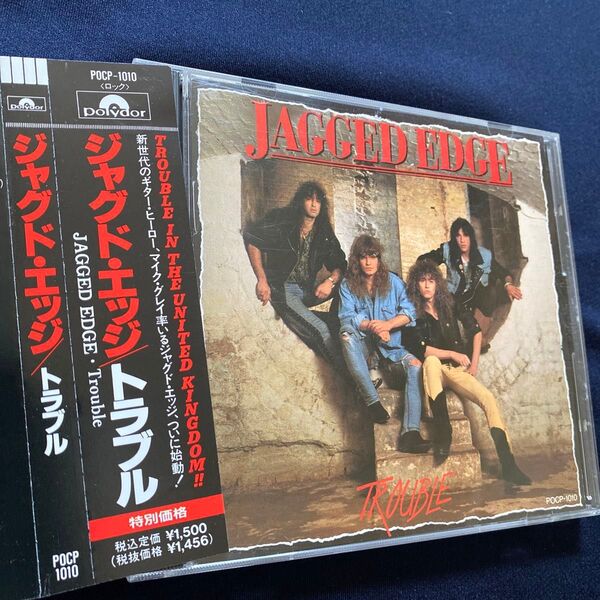 POCP-1010
〈ロック〉
Polydor
Polydor
TROUBLE IN THE UNITED KINGDOM!!
新世代のギター・ヒーロー、マイク・グレイ率いるジャグド・エッジ、ついに始動!
ジャグド・エッジ/トラブル
JAGGED EDGE・Trouble
特別価格
税込定価 ¥1,500
(税抜価格 ¥1,456)
ジャグド・エッジ/トラブル
POCP
1010
JAGGED EDGE
TROUBLE
POCP-1010